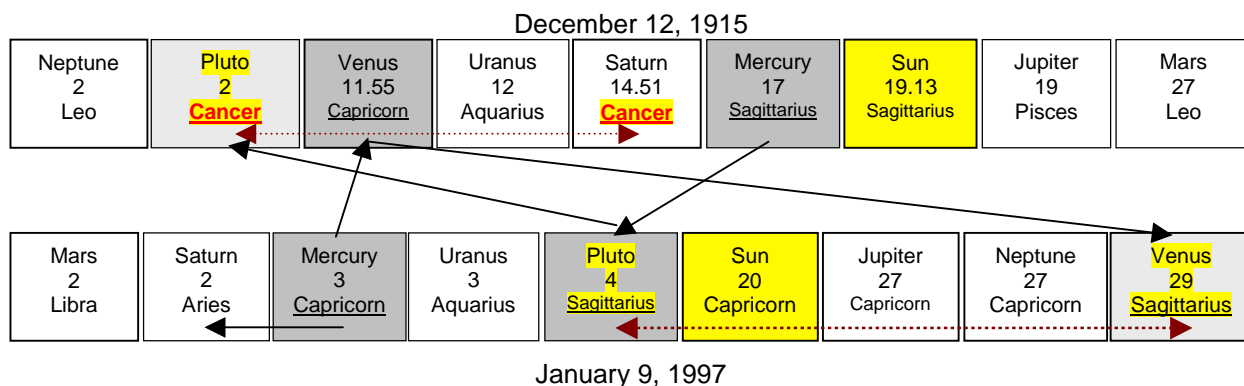 December 12, 1915
Neptune
2
Leo
Pluto
2
Cancer
Venus
11.55
Capricorn
Uranus
12
Aquarius
Saturn
14.51
Cancer
Mercury
17
Sagittarius
Sun
19.13
Sagittarius
Jupiter
19
Pisces
Mars
27
Leo
Mars
2
Libra
Saturn
2
Aries
Mercury
3
Capricorn
Uranus
3
Aquarius
Pluto
4
Sagittarius
Sun
20
Capricorn
Jupiter
27
Capricorn
Neptune
27
Capricorn
Venus
29
Sagittarius
January 9, 1997